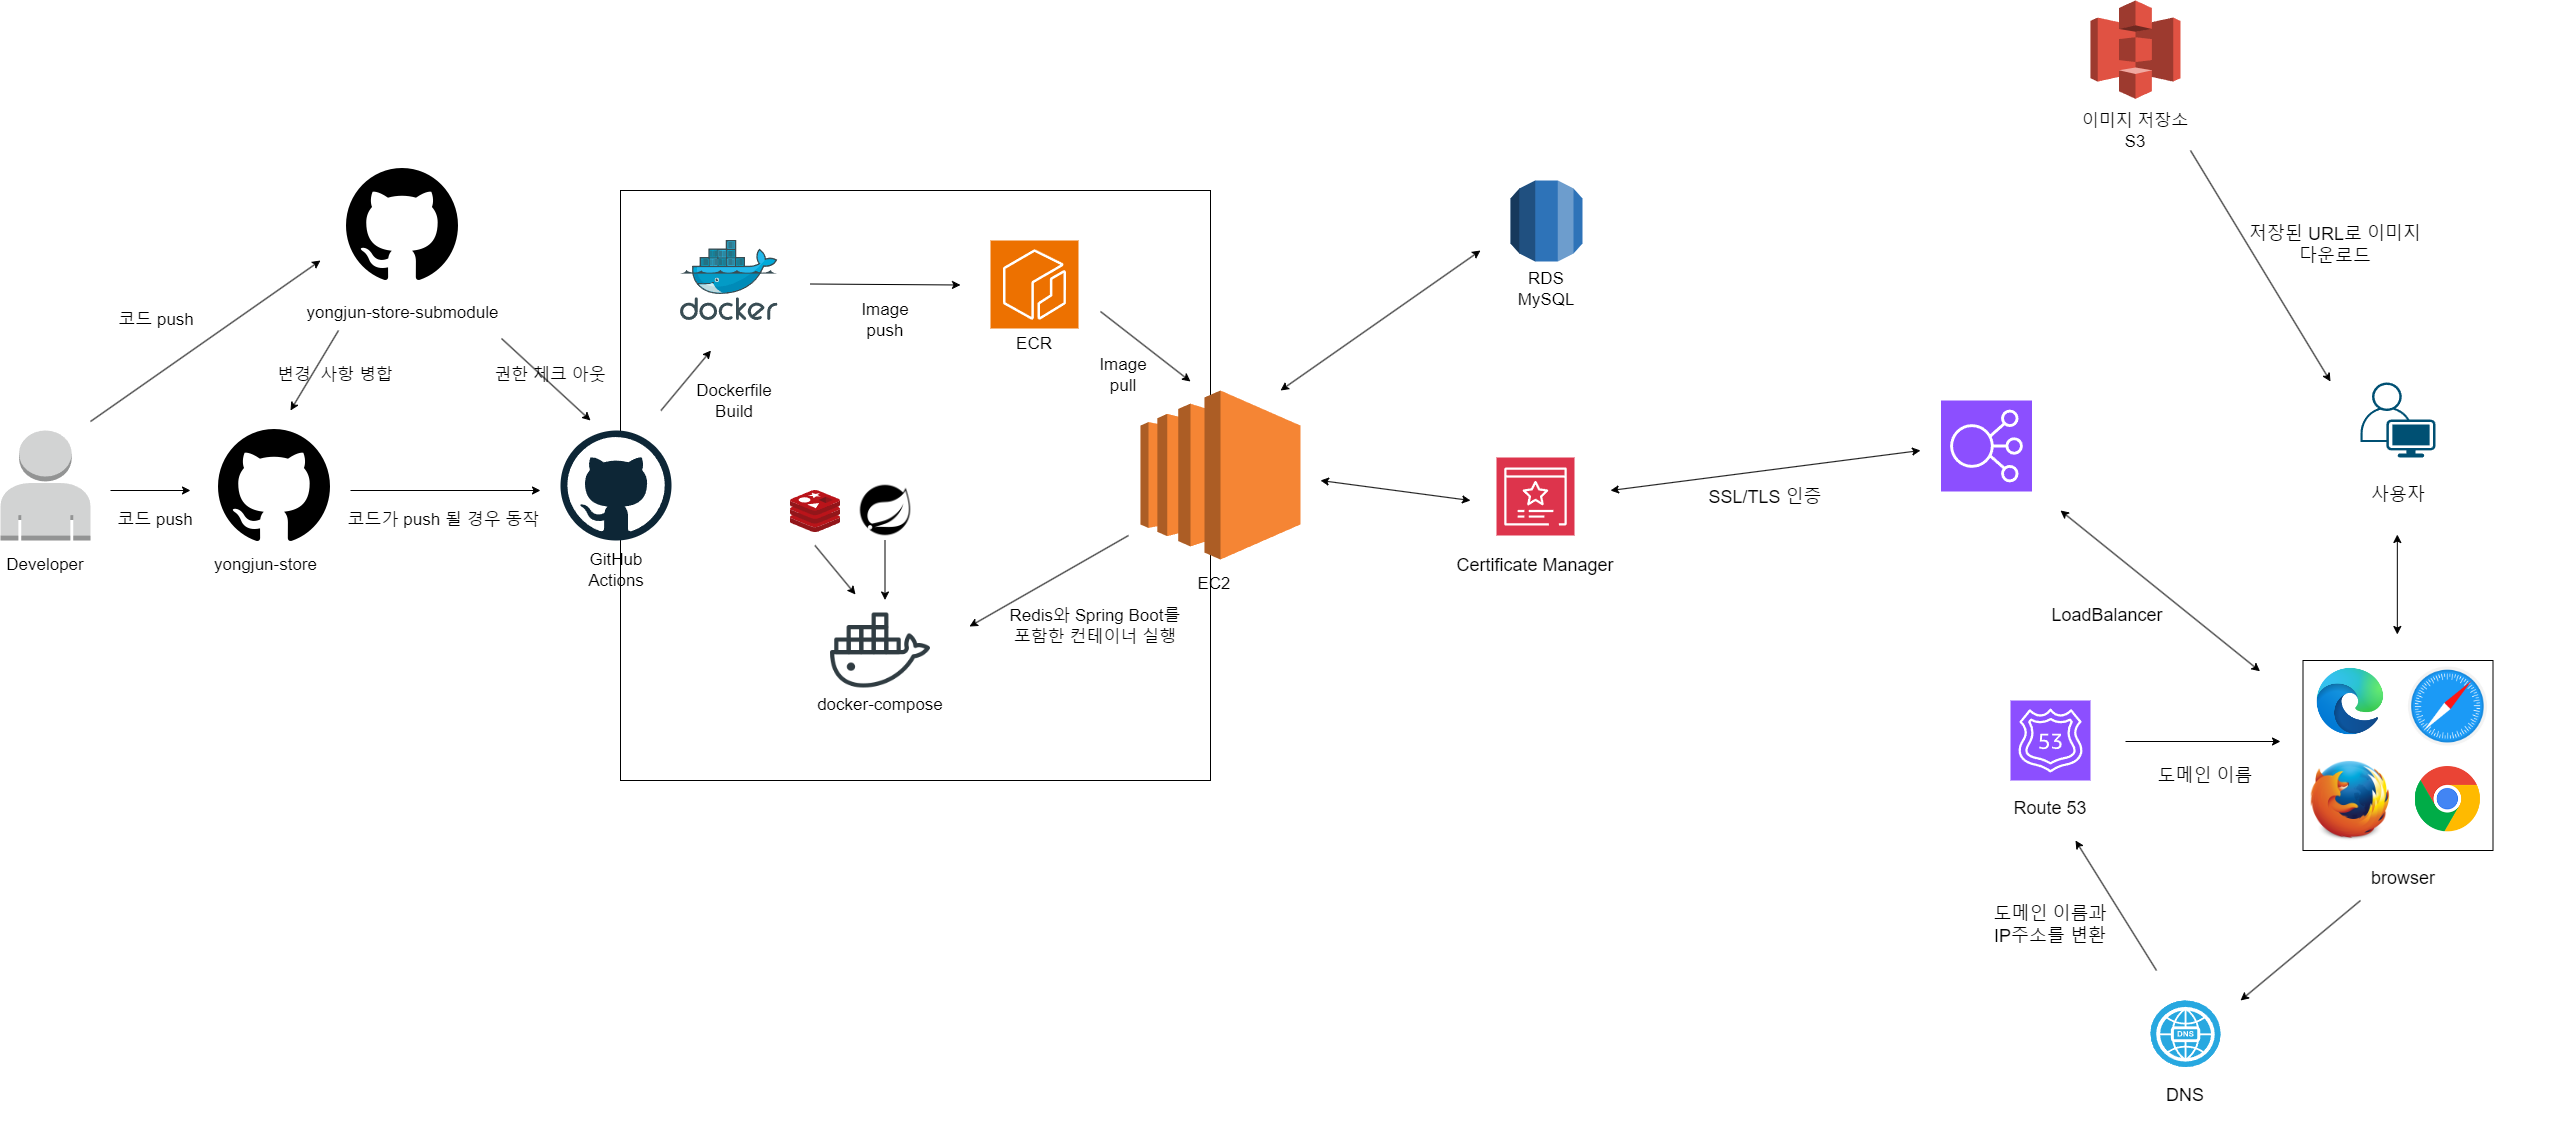 이미지 저장소
S3
저장된 URL로 이미지
다운로드
사용자
yongjun-store-submodule
코드 push
변경 사항 병합
권한 체크 아웃
Developer
코드 push
yongjun-store
코드가 push 될 경우 동작
GitHub
Actions
docker
Image
push
ECR
Dockerfile
Build
Image
pull
EC2
Redis와 Spring Boot를
포함한 컨테이너 실행
docker-compose
RDS
MySQL
Certificate Manager
SSL/TLS 인증
LoadBalancer
53
Route 53
도메인 이름
browser
도메인 이름과
IP주소를 변환
DNS
DNS